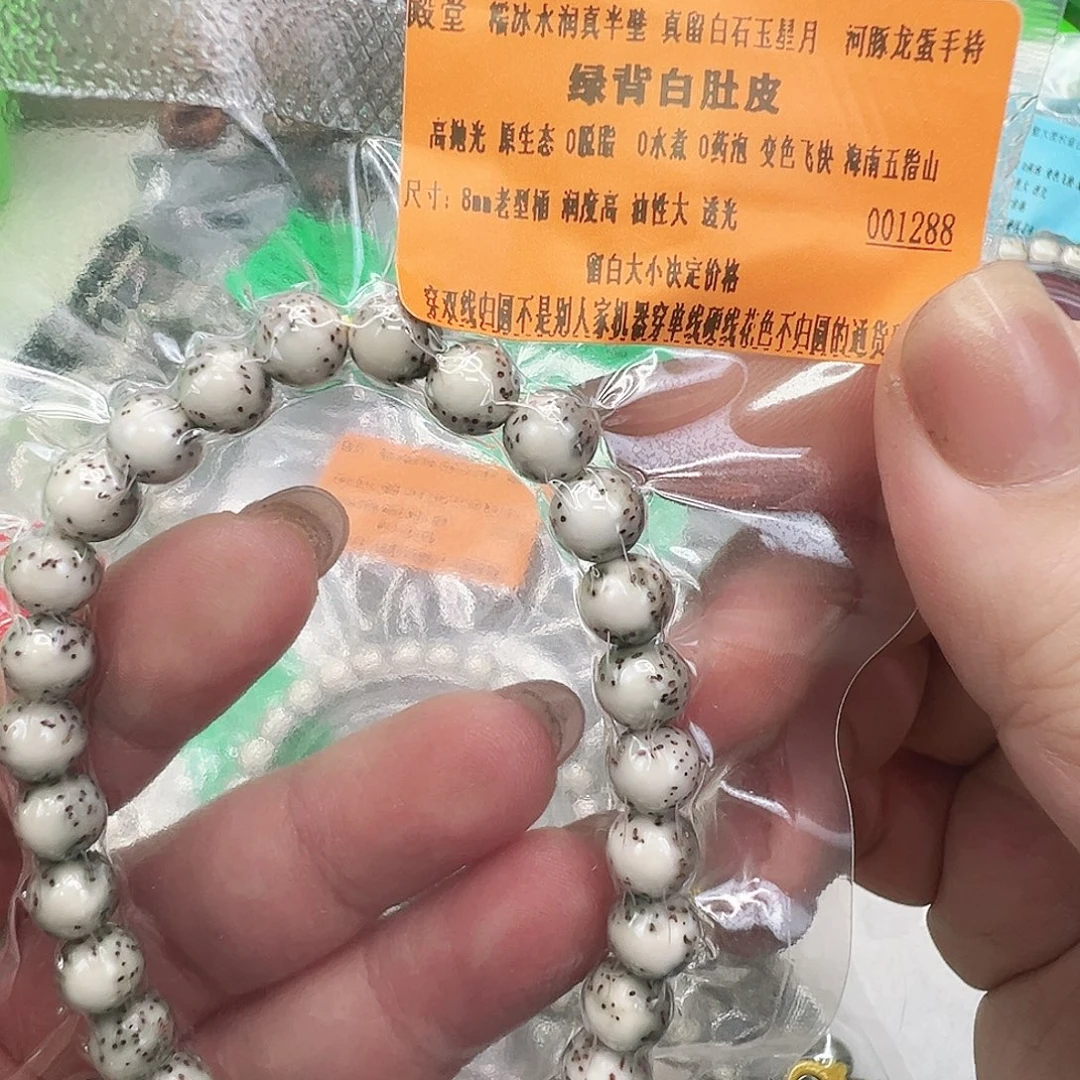 殿堂 糯冰水润真半壁 真留白石玉星月 河豚龙蛋手持
绿背白肚皮
高抛光 原生态 0脱脂 0水煮 0药泡 变色飞快 海南五指山
尺寸:8mm老型桶 润度高 油性大 透光
001288
留白大小决定价格
穿双线归圆不是别人家机器穿单线硬线花色不归圆的通货